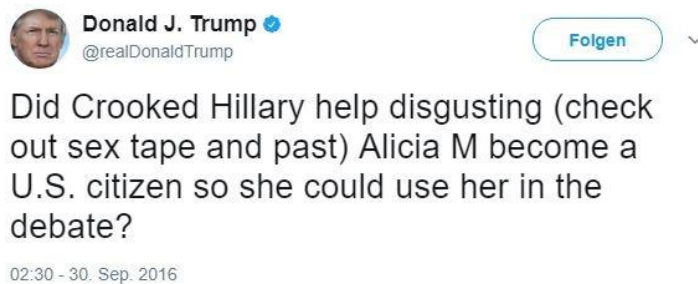 Donald J. Trump
@realDonaldTrump
Folgen
Did Crooked Hillary help disgusting (check
out sex tape and past) Alicia M become a
U.S. citizen so she could use her in the
debate?
02:30 - 30. Sep. 2016